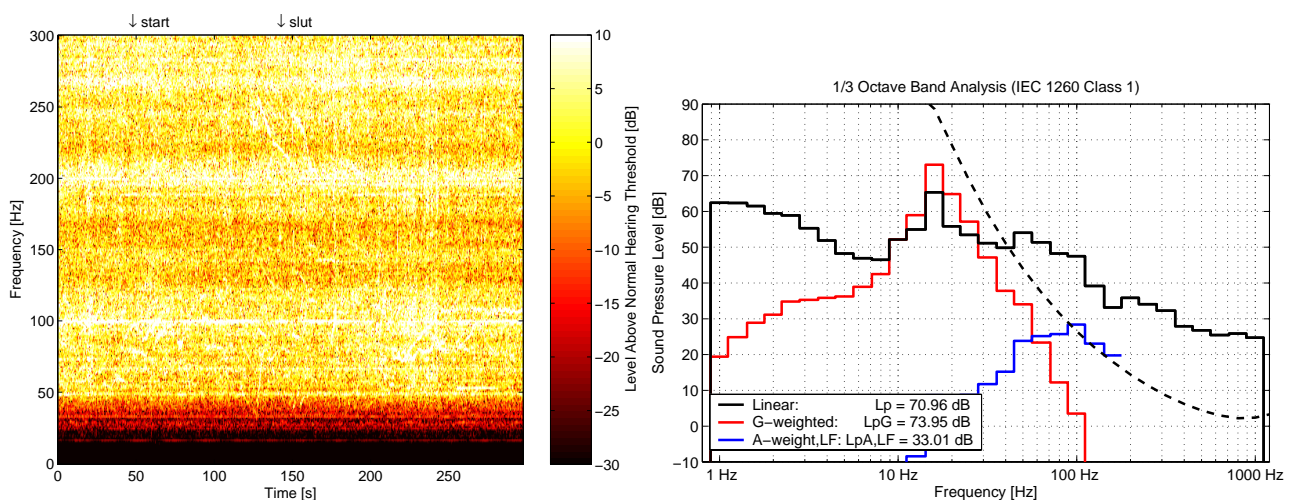 ↓ start ↓ slut
300
250
200
150
100
50
0
Frequency [Hz]
0 50 100 150 200 250
Time [s]
10
5
0
−5
−10
−15
−20
−25
−30
Level Above Normal Hearing Threshold [dB]
1/3 Octave Band Analysis (IEC 1260 Class 1)
90
80
70
60
50
40
30
20
10
0
−10
Sound Pressure Level [dB]
Linear: Lp = 70.96 dB
G−weighted: LpG = 73.95 dB
A−weight,LF: LpA,LF = 33.01 dB
1 Hz 10 Hz 100 Hz 1000 Hz
Frequency [Hz]